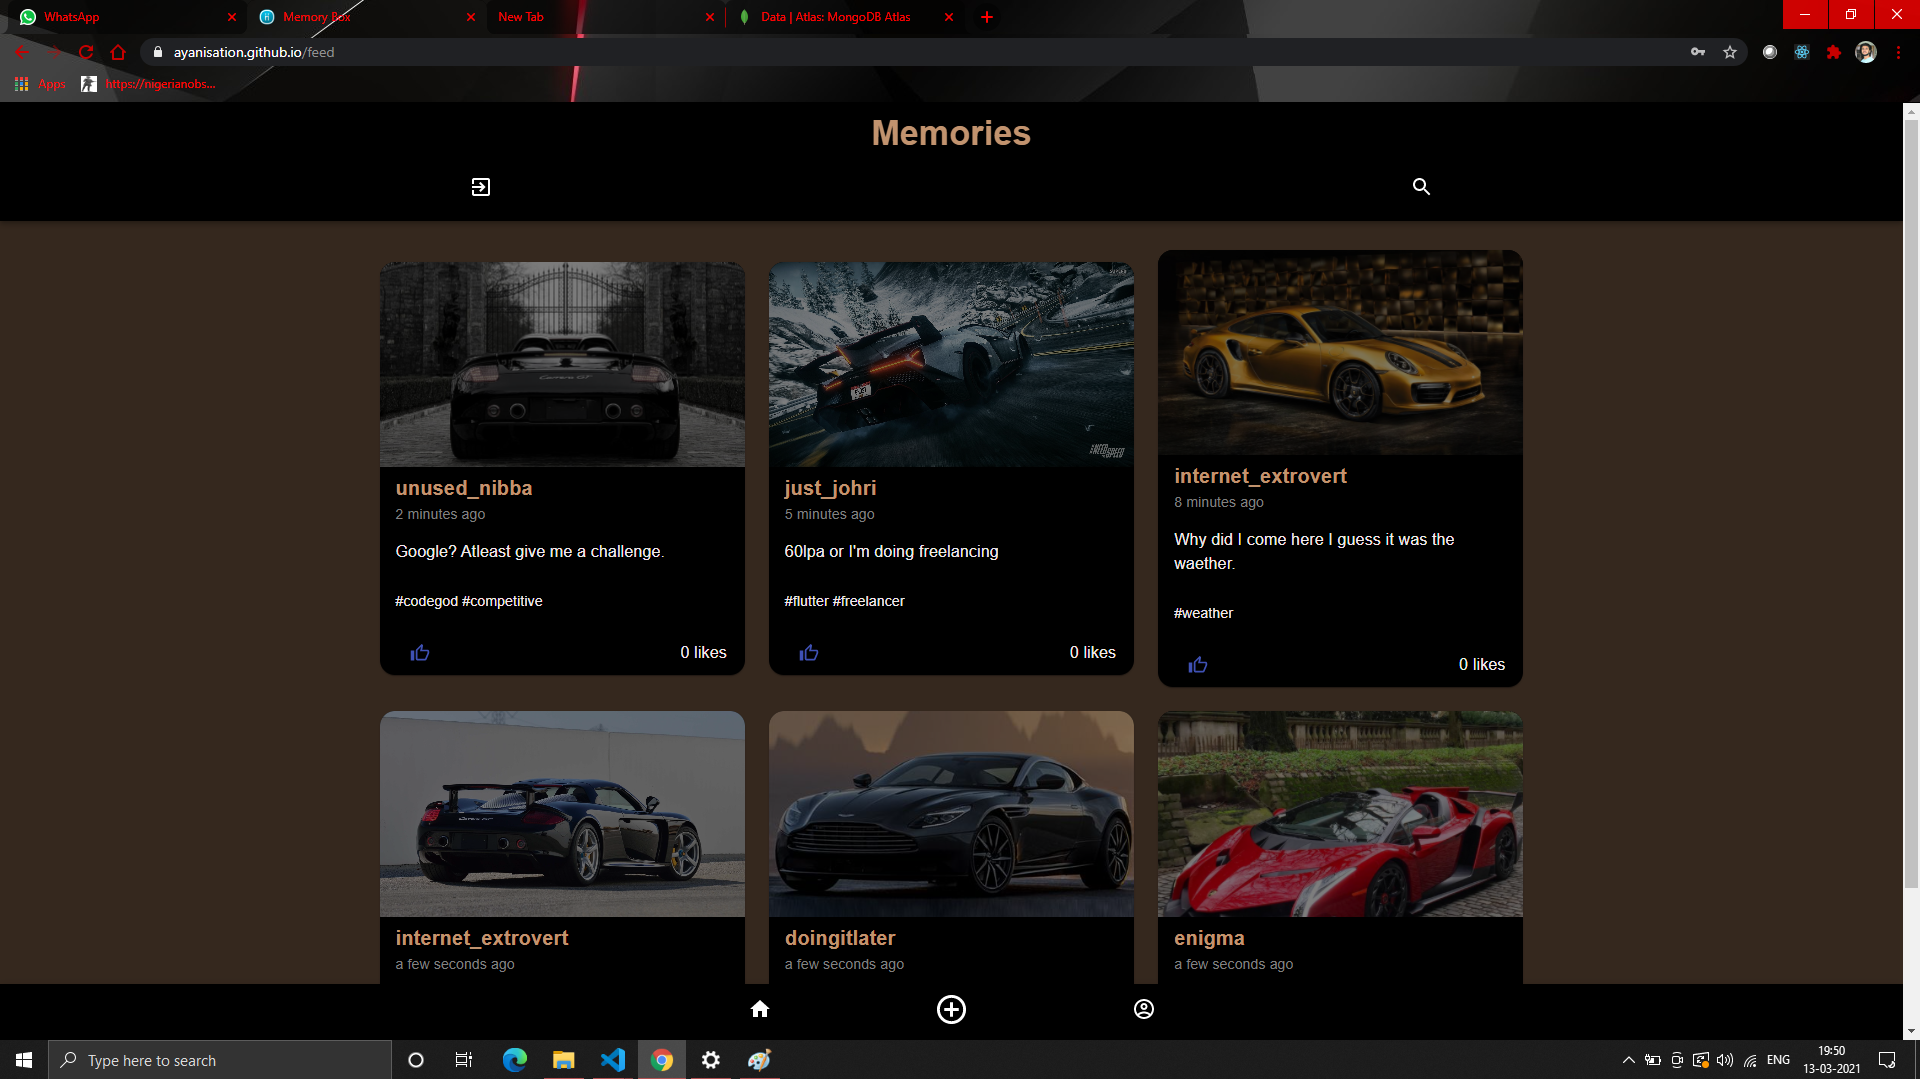 WhatsApp
Memory Box
New Tab
Data | Atlas: MongoDB Atlas
ayanisation.github.io/feed
Apps
https://nigerianobs...
Memories
unused_nibba
2 minutes ago
Google? Atleast give me a challenge.
#codegod #competitive
0 likes
just_johri
5 minutes ago
60lpa or I'm doing freelancing
#flutter #freelancer
0 likes
internet_extrovert
8 minutes ago
Why did I come here I guess it was the
waether.
#weather
0 likes
internet_extrovert
a few seconds ago
doingitlater
a few seconds ago
enigma
a few seconds ago
Type here to search
ENG
19:50
13-03-2021